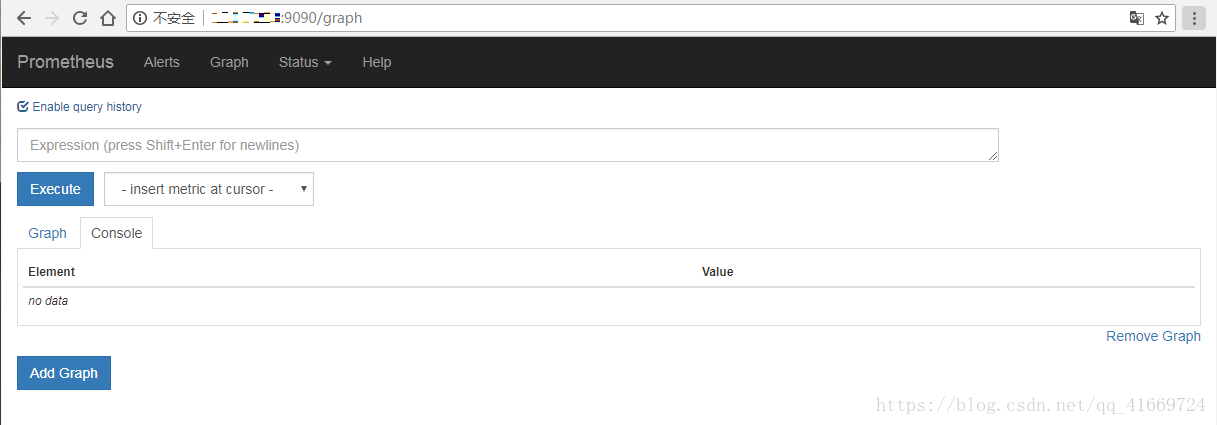 不安全 :9090/graph
Prometheus Alerts Graph Status Help
Enable query history
Expression (press Shift+Enter for newlines)
Execute - insert metric at cursor -
Graph Console
Element Value
no data
Remove Graph
Add Graph
https://blog.csdn.net/qq_41669724